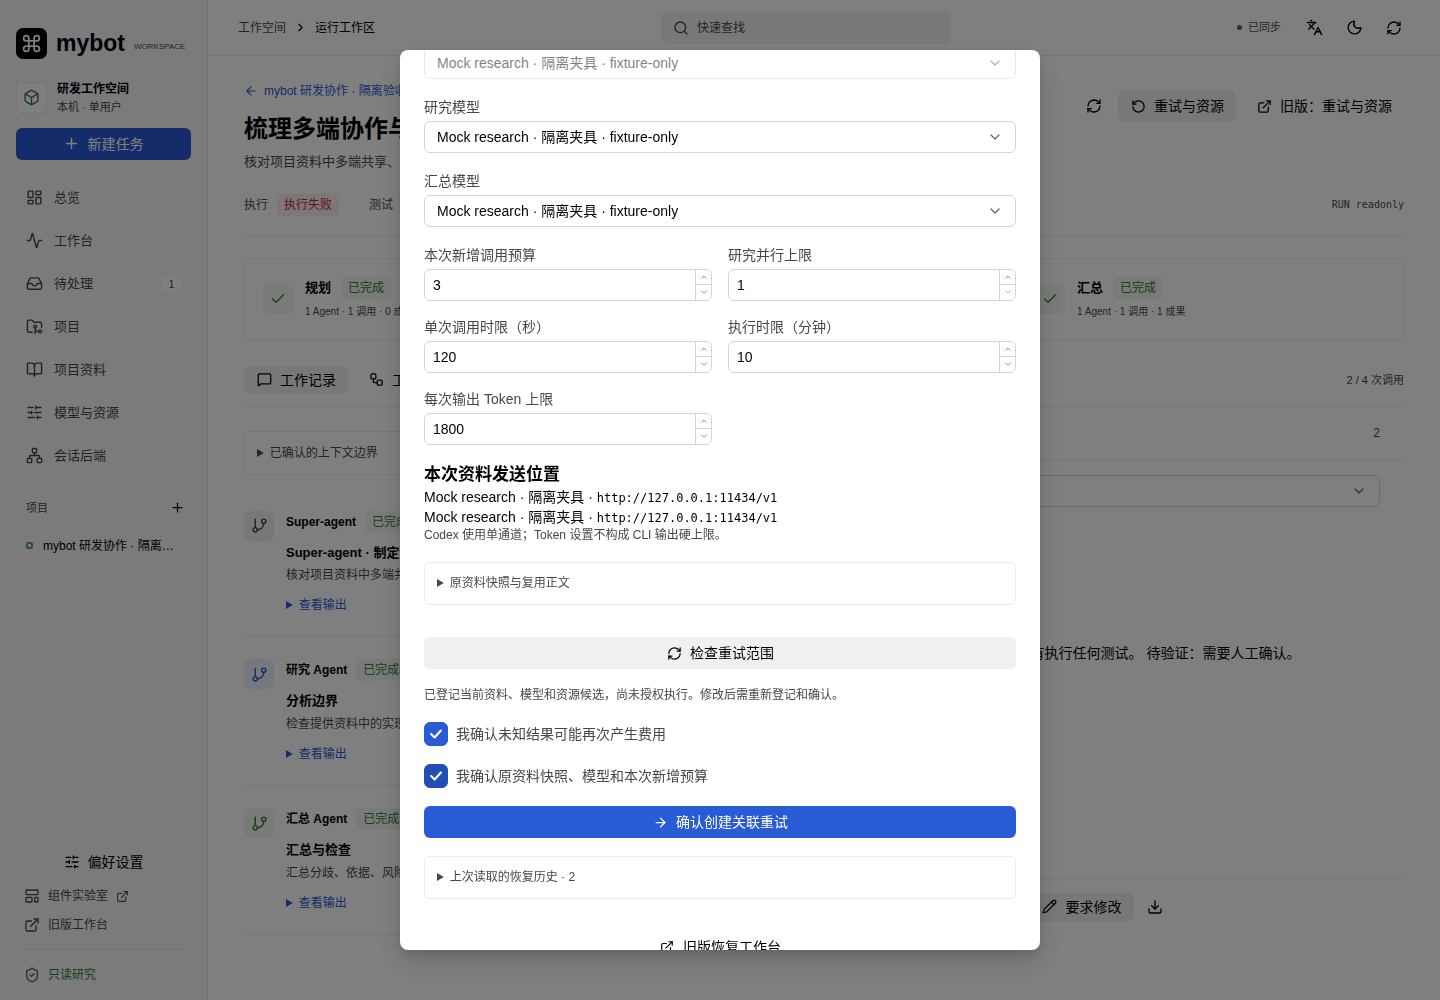 mybot WORKSPACE
研发工作空间
本机 · 单用户
新建任务
总览
工作台
待处理 1
项目
项目资料
模型与资源
会话后端
项目
mybot 研发协作 · 隔离…
偏好设置
组件实验室
旧版工作台
只读研究
工作空间 运行工作区
快速查找
已同步
mybot 研发协作 · 隔离验收
重试与资源
旧版：重试与资源
梳理多端协作与
核对项目资料中多端共享、
执行 执行失败 测试
RUN readonly
规划 已完成
1 Agent · 1 调用 · 0 成
汇总 已完成
1 Agent · 1 调用 · 1 成果
工作记录
2 / 4 次调用
已确认的上下文边界
2
Super-agent 已完成
Super-agent · 制定
核对项目资料中多端共
查看输出
研究 Agent 已完成
分析边界
检查提供资料中的实现
查看输出
汇总 Agent 已完成
汇总与检查
汇总分歧、依据、风险
查看输出
有执行任何测试。 待验证：需要人工确认。
要求修改
Mock research · 隔离夹具 · fixture-only
研究模型
Mock research · 隔离夹具 · fixture-only
汇总模型
Mock research · 隔离夹具 · fixture-only
本次新增调用预算 研究并行上限
3 1
单次调用时限（秒） 执行时限（分钟）
120 10
每次输出 Token 上限
1800
本次资料发送位置
Mock research · 隔离夹具 · http://127.0.0.1:11434/v1
Mock research · 隔离夹具 · http://127.0.0.1:11434/v1
Codex 使用单通道；Token 设置不构成 CLI 输出硬上限。
原资料快照与复用正文
检查重试范围
已登记当前资料、模型和资源候选，尚未授权执行。修改后需重新登记和确认。
我确认未知结果可能再次产生费用
我确认原资料快照、模型和本次新增预算
确认创建关联重试
上次读取的恢复历史 · 2
旧版恢复工作台